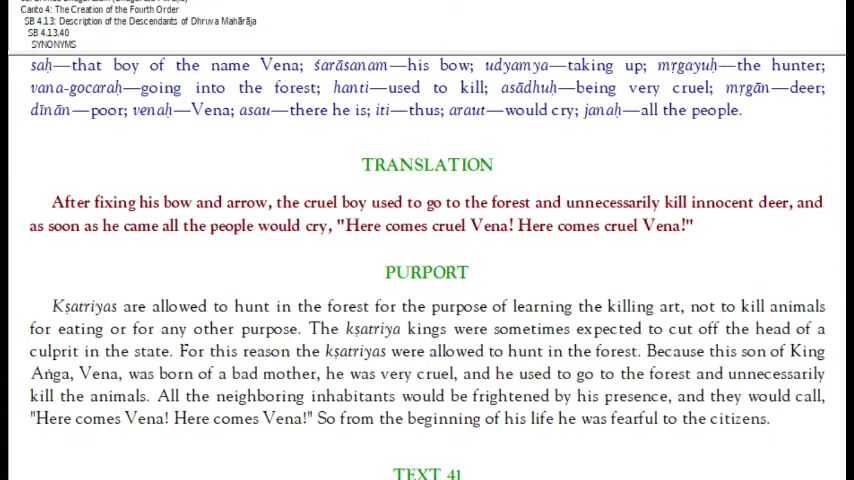 Canto 4: The Creation of the Fourth Order
SB 4.13: Description of the Descendants of Dhruva Mahārāja
SB 4.13.40
SYNONYMS
saḥ—that boy of the name Vena; śarāsanam—his bow; udyamya—taking up; mṛgayuḥ—the hunter;
vana-gocaraḥ—going into the forest; hanti—used to kill; asādhuḥ—being very cruel; mṛgān—deer;
dīnān—poor; venaḥ—Vena; asau—there he is; iti—thus; araut—would cry; janaḥ—all the people.
TRANSLATION
After fixing his bow and arrow, the cruel boy used to go to the forest and unnecessarily kill innocent deer, and
as soon as he came all the people would cry, "Here comes cruel Vena! Here comes cruel Vena!"
PURPORT
Kṣatriyas are allowed to hunt in the forest for the purpose of learning the killing art, not to kill animals
for eating or for any other purpose. The kṣatriya kings were sometimes expected to cut off the head of a
culprit in the state. For this reason the kṣatriyas were allowed to hunt in the forest. Because this son of King
Aṅga, Vena, was born of a bad mother, he was very cruel, and he used to go to the forest and unnecessarily
kill the animals. All the neighboring inhabitants would be frightened by his presence, and they would call,
"Here comes Vena! Here comes Vena!" So from the beginning of his life he was fearful to the citizens.
TEXT 41